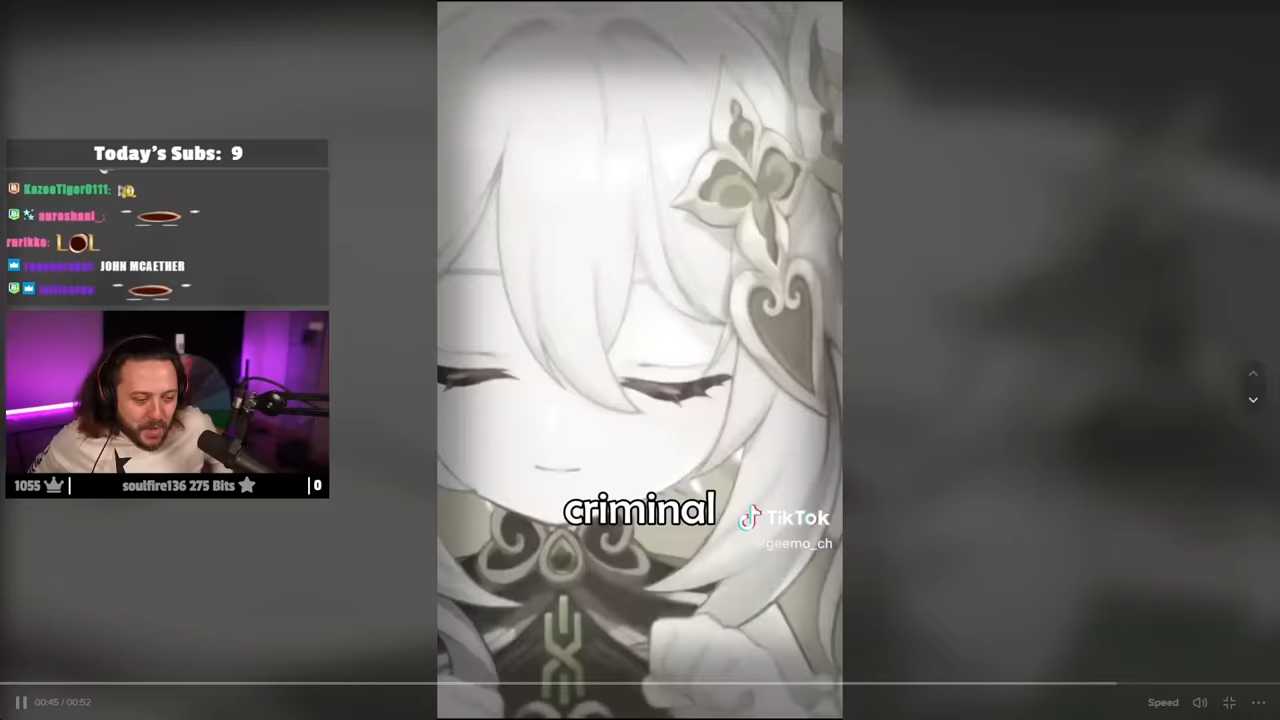 Today's Subs: 9
KazooTiger0111:
aureshani_:
rurikko:
LOL
JOHN MCAETHER
criminal
TikTok
geemo_ch
1055
soulfire136 275 Bits
0
00:45 / 00:52
Speed